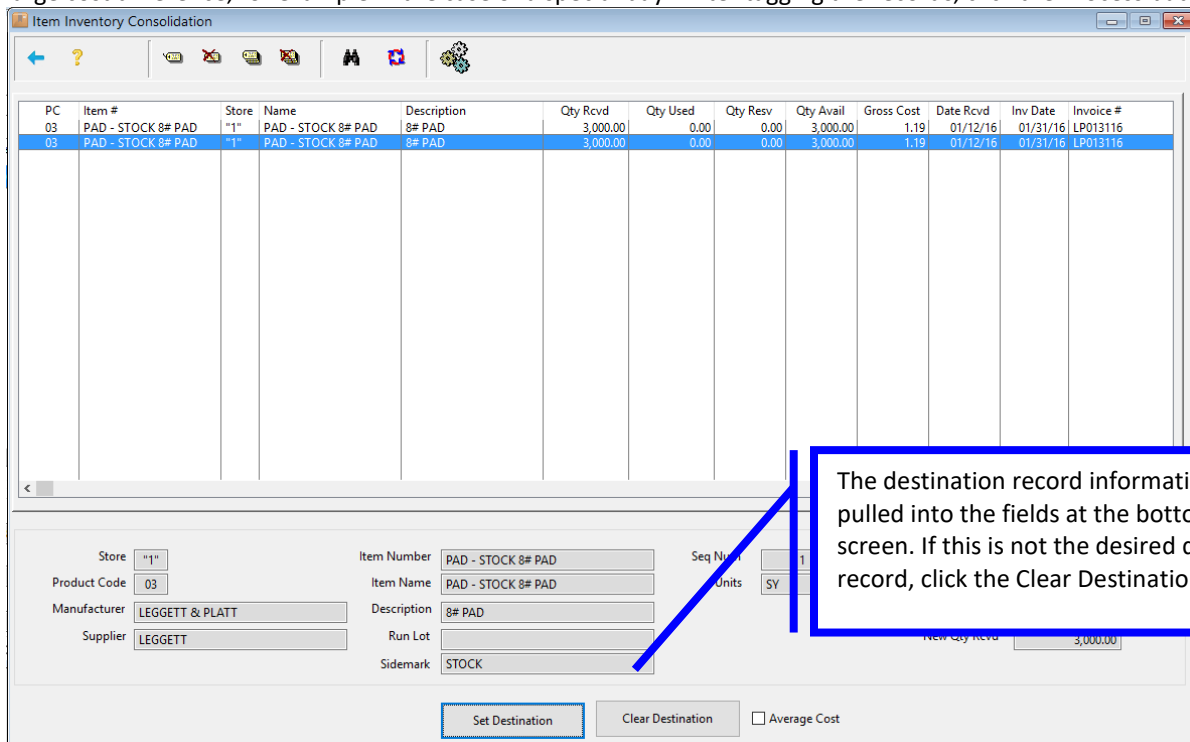 Item Inventory Consolidation
PC Item # Store Name Description Qty Rcvd Qty Used Qty Resv Qty Avail Gross Cost Date Rcvd Inv Date Invoice #
03 PAD - STOCK 8# PAD "1" PAD - STOCK 8# PAD 8# PAD 3,000.00 0.00 0.00 3,000.00 1.19 01/12/16 01/31/16 LP013116
03 PAD - STOCK 8# PAD "1" PAD - STOCK 8# PAD 8# PAD 3,000.00 0.00 0.00 3,000.00 1.19 01/12/16 01/31/16 LP013116
The destination record informati
pulled into the fields at the botto
screen. If this is not the desired d
record, click the Clear Destinatio
Store "1" Item Number PAD - STOCK 8# PAD Seq Num 1
Product Code 03 Item Name PAD - STOCK 8# PAD Units SY
Manufacturer LEGGETT & PLATT Description 8# PAD
Supplier LEGGETT Run Lot New Qty Rcvd 3,000.00
Sidemark STOCK
Set Destination Clear Destination Average Cost